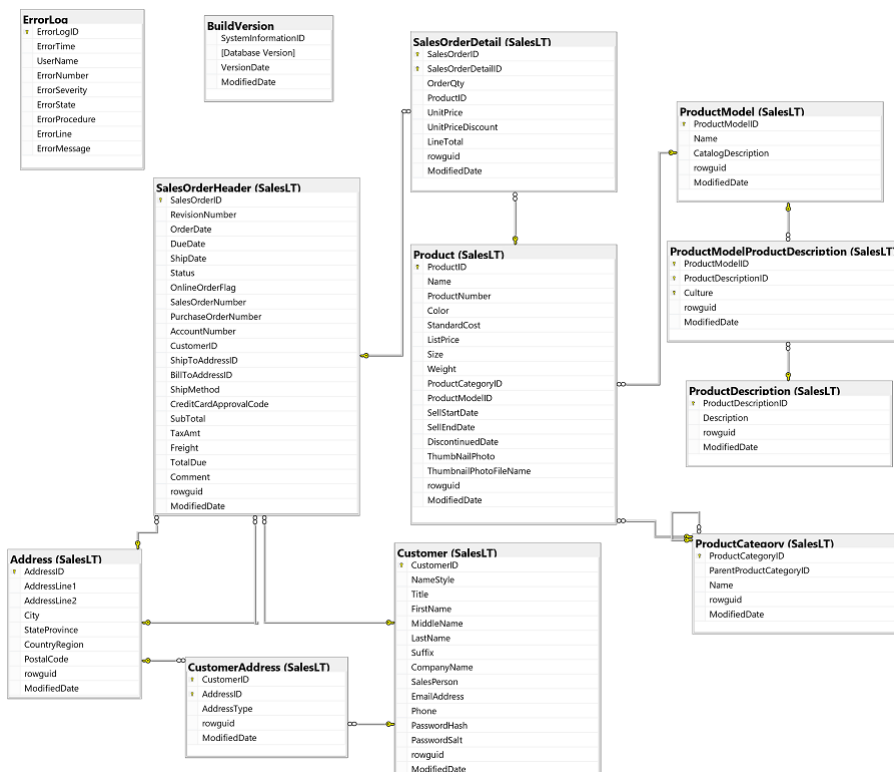 ErrorLog
ErrorLogID
ErrorTime
UserName
ErrorNumber
ErrorSeverity
ErrorState
ErrorProcedure
ErrorLine
ErrorMessage
BuildVersion
SystemInformationID
[Database Version]
VersionDate
ModifiedDate
SalesOrderDetail (SalesLT)
SalesOrderID
SalesOrderDetailID
OrderQty
ProductID
UnitPrice
UnitPriceDiscount
LineTotal
rowguid
ModifiedDate
ProductModel (SalesLT)
ProductModelID
Name
CatalogDescription
rowguid
ModifiedDate
SalesOrderHeader (SalesLT)
SalesOrderID
RevisionNumber
OrderDate
DueDate
ShipDate
Status
OnlineOrderFlag
SalesOrderNumber
PurchaseOrderNumber
AccountNumber
CustomerID
ShipToAddressID
BillToAddressID
ShipMethod
CreditCardApprovalCode
SubTotal
TaxAmt
Freight
TotalDue
Comment
rowguid
ModifiedDate
Product (SalesLT)
ProductID
Name
ProductNumber
Color
StandardCost
ListPrice
Size
Weight
ProductCategoryID
ProductModelID
SellStartDate
SellEndDate
DiscontinuedDate
ThumbNailPhoto
ThumbnailPhotoFileName
rowguid
ModifiedDate
ProductModelProductDescription (SalesLT)
ProductModelID
ProductDescriptionID
Culture
rowguid
ModifiedDate
ProductDescription (SalesLT)
ProductDescriptionID
Description
rowguid
ModifiedDate
ProductCategory (SalesLT)
ProductCategoryID
ParentProductCategoryID
Name
rowguid
ModifiedDate
Address (SalesLT)
AddressID
AddressLine1
AddressLine2
City
StateProvince
CountryRegion
PostalCode
rowguid
ModifiedDate
CustomerAddress (SalesLT)
CustomerID
AddressID
AddressType
rowguid
ModifiedDate
Customer (SalesLT)
CustomerID
NameStyle
Title
FirstName
MiddleName
LastName
Suffix
CompanyName
SalesPerson
EmailAddress
Phone
PasswordHash
PasswordSalt
rowguid
ModifiedDate